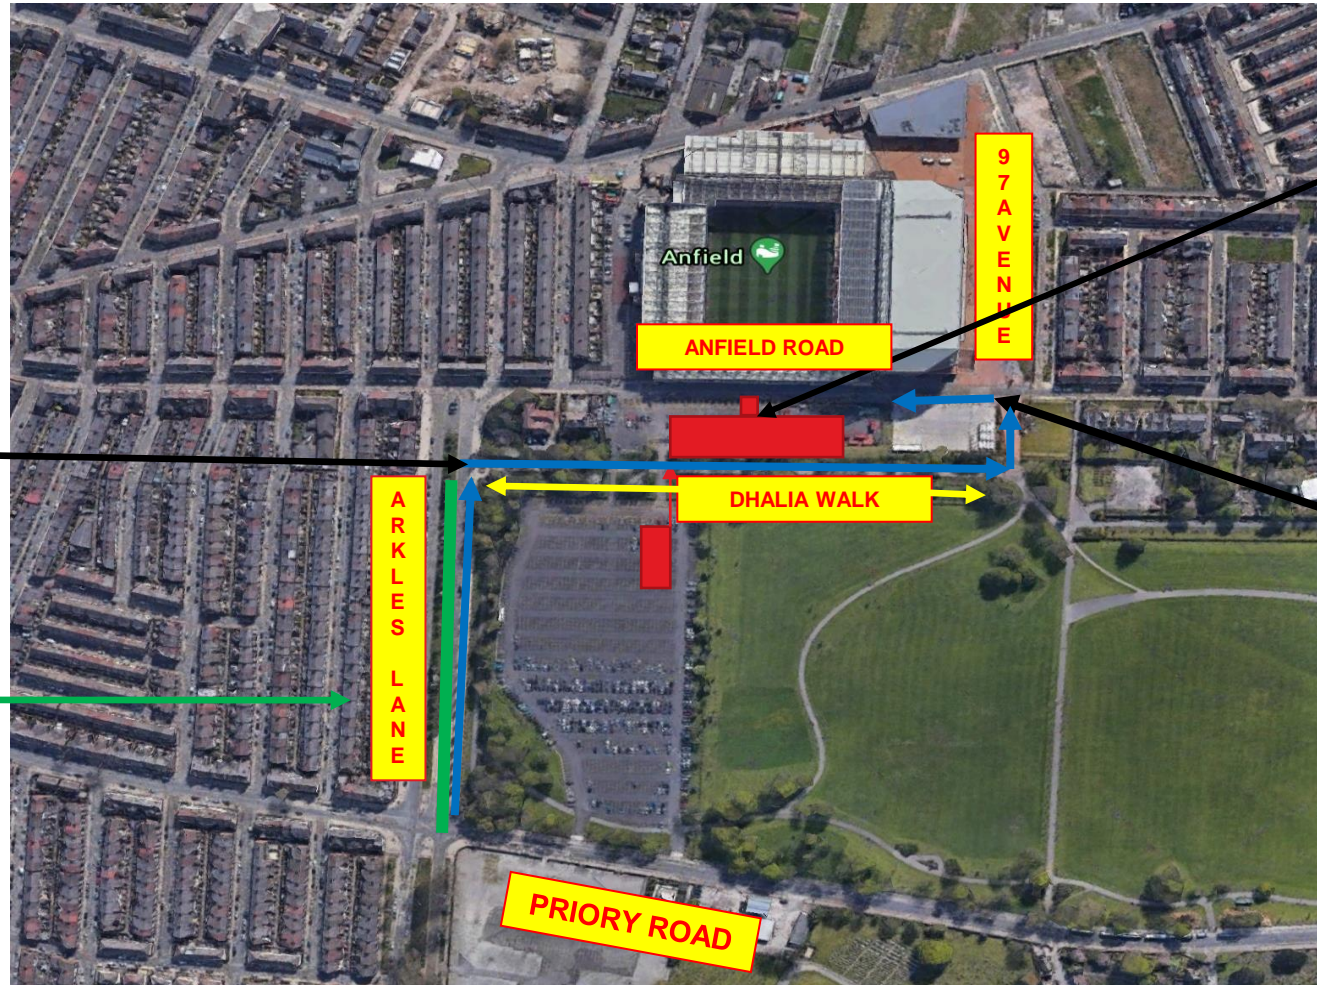 97AVENUE
Anfield
ANFIELD ROAD
DHALIA WALK
ARKLES LANE
PRIORY ROAD